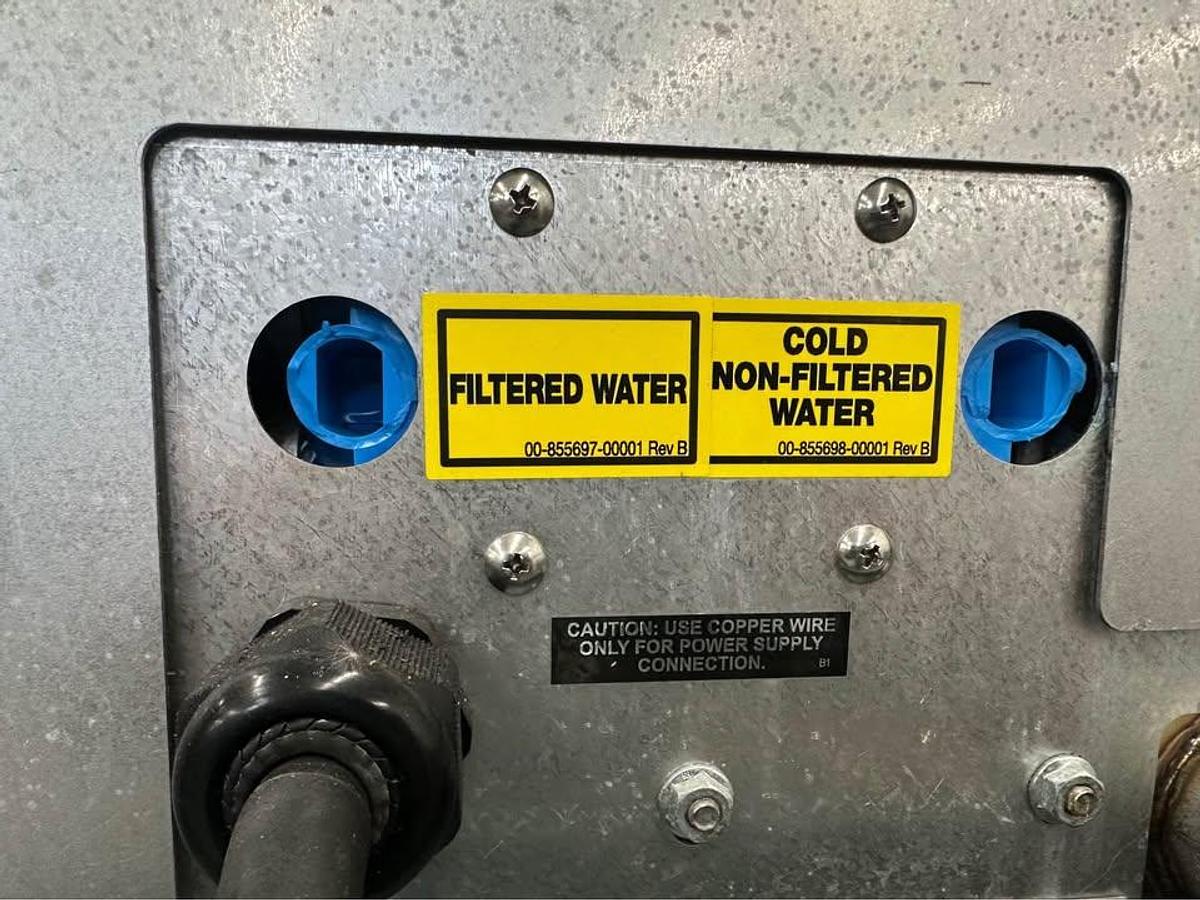 FILTERED WATER
00-855697-00001 Rev B
COLD
NON-FILTERED
WATER
00-855698-00001 Rev B
CAUTION: USE COPPER WIRE
ONLY FOR POWER SUPPLY
CONNECTION.
B1